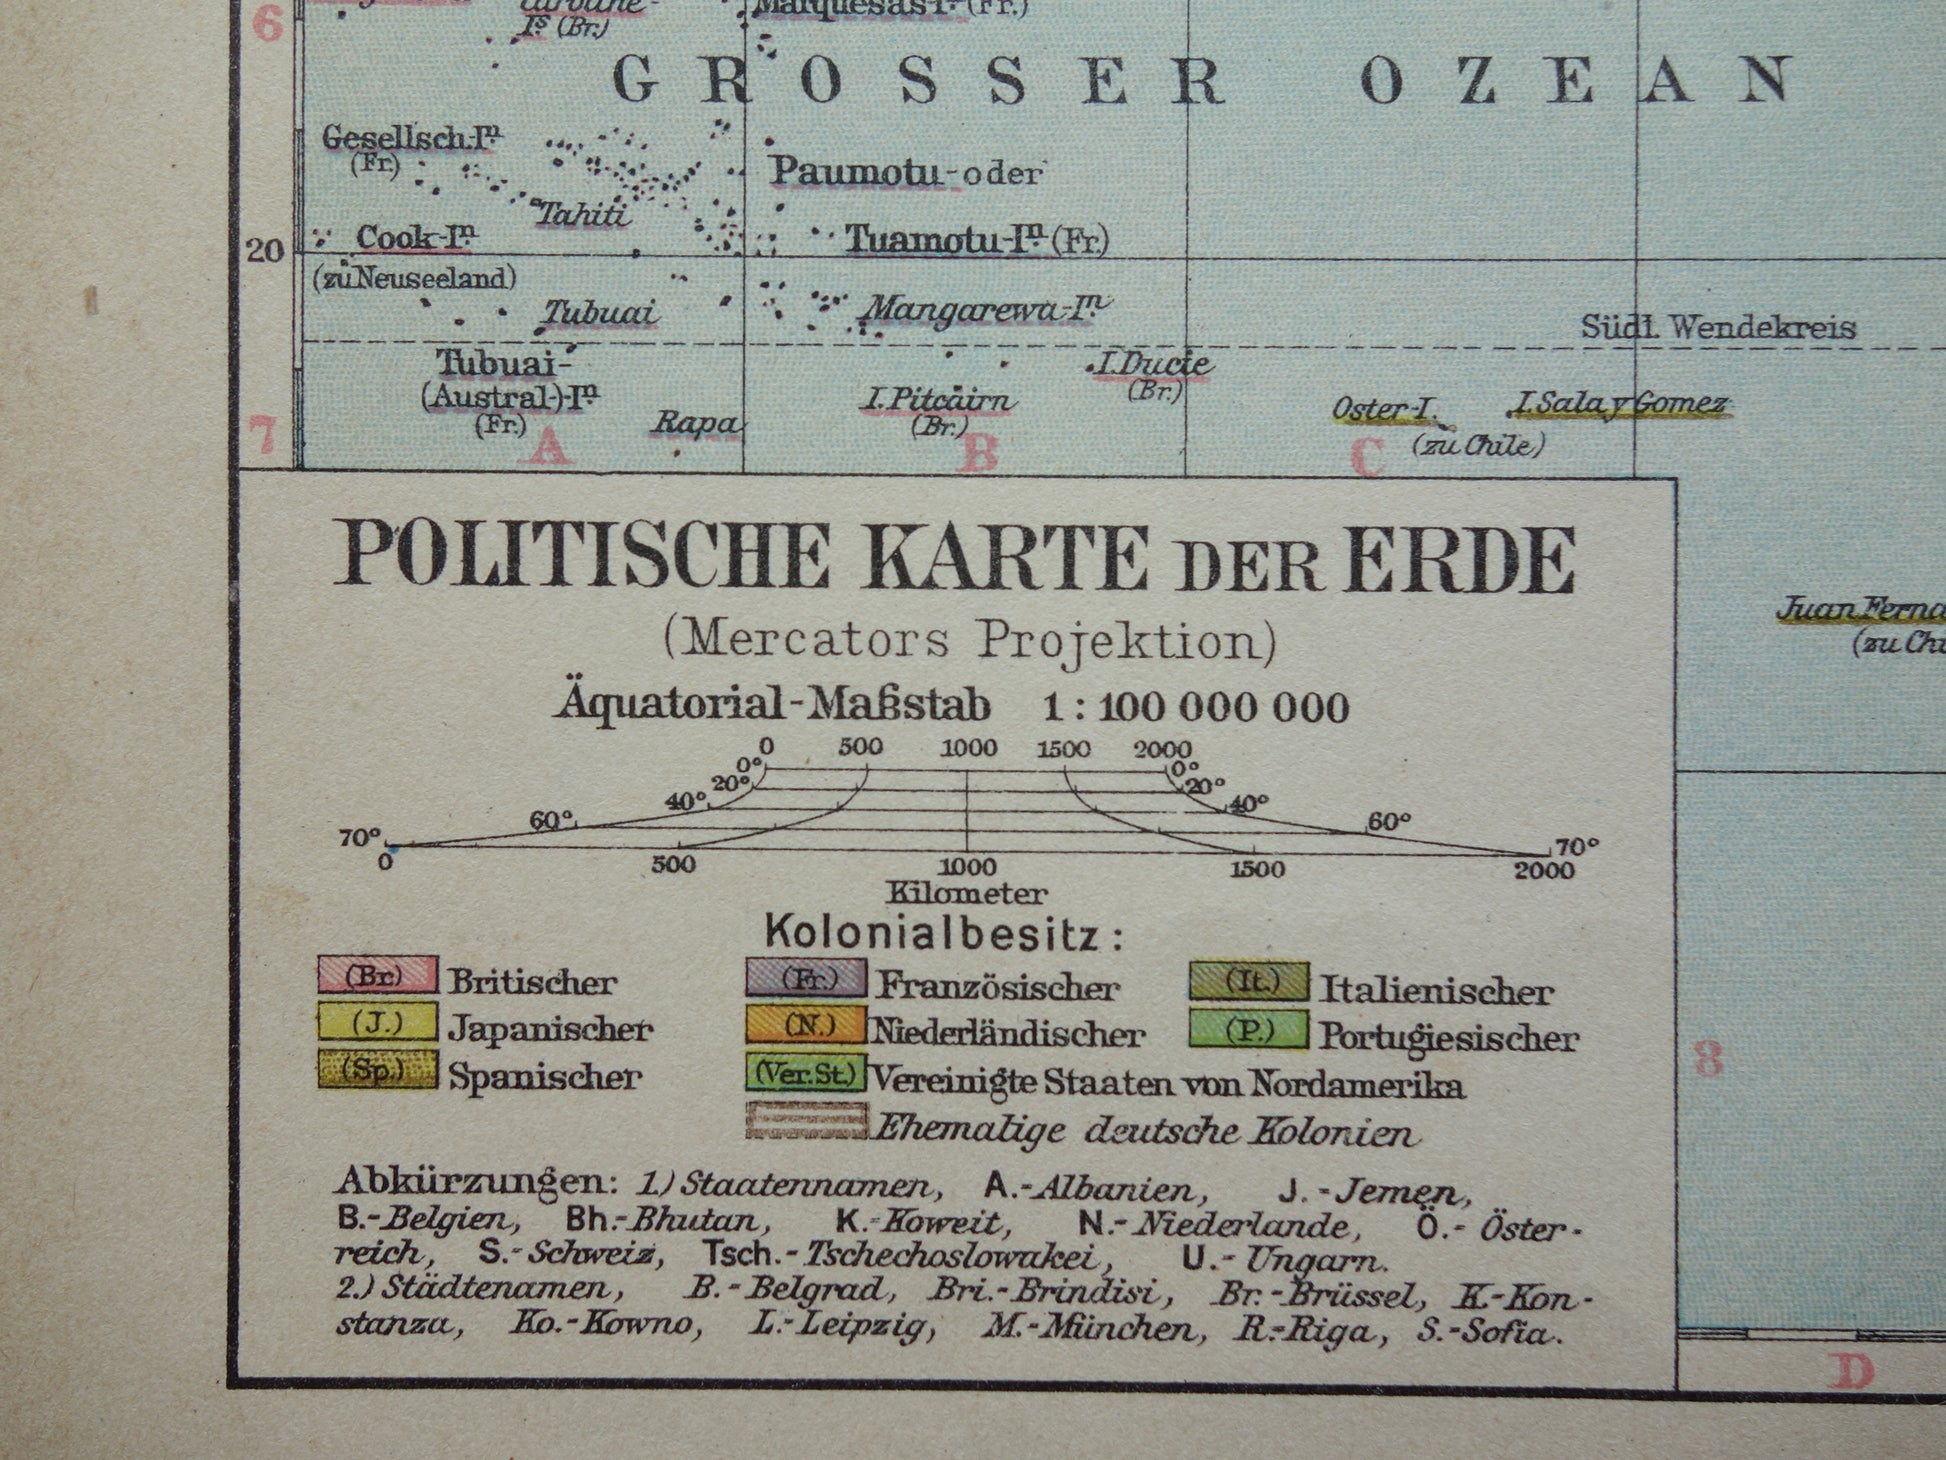 6
Is (Br.)
Marquesas-In. (Fr.)
GROSSER OZEAN
Gesellsch.-In.
(Fr.)
Paumotu- oder
Tahiti
20
Cook-In.
Tuamotu-In. (Fr.)
(zu Neuseeland)
Tubuai
Mangarewa-In.
Südl. Wendekreis
Tubuai-
(Austral-)-In.
(Fr.)
I. Ducie
(Br.)
I. Pitcairn
(Br.)
Rapa
Oster-I.
(zu Chile)
I. Sala y Gomez
7 A B C
POLITISCHE KARTE DER ERDE
(Mercators Projektion)
Äquatorial-Maßstab 1 : 100 000 000
0 500 1000 1500 2000
0° 0°
20° 20°
40° 40°
60° 60°
70° 70°
0 500 1000 1500 2000
Kilometer
Kolonialbesitz :
(Br.) Britischer (Fr.) Französischer (It.) Italienischer
(J.) Japanischer (N.) Niederländischer (P.) Portugiesischer
(Sp.) Spanischer (Ver.St.) Vereinigte Staaten von Nordamerika
Ehemalige deutsche Kolonien
Abkürzungen: 1.) Staatennamen, A.-Albanien, J.-Jemen,
B.-Belgien, Bh.-Bhutan, K.-Koweit, N.-Niederlande, Ö.-Öster-
reich, S.-Schweiz, Tsch.-Tschechoslowakei, U.-Ungarn.
2.) Städtenamen, B.-Belgrad, Bri.-Brindisi, Br.-Brüssel, K.-Kon-
stanza, Ko.-Kowno, L.-Leipzig, M.-München, R.-Riga, S.-Sofia.
Juan Ferna
(zu Chi
8
D